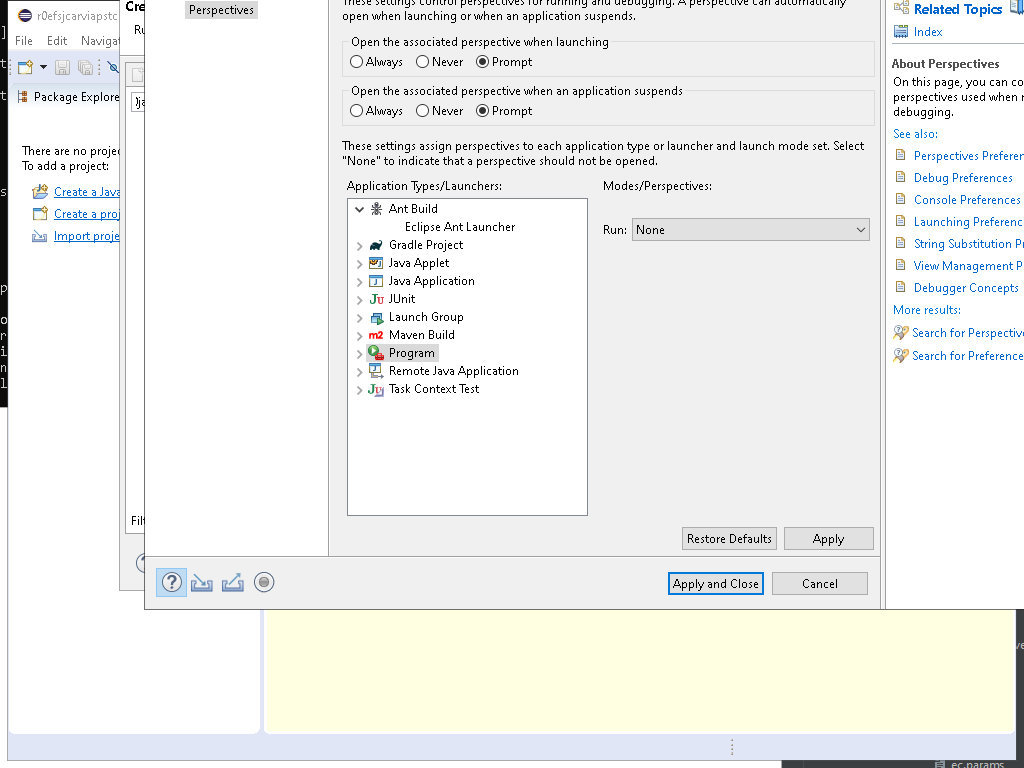 r0efsjcarviapstc
File Edit Naviga
Package Explore
There are no proje
To add a project:
Create a Java
Create a proj
Import proje
Cre
Ru
Filt
Perspectives
These settings control perspectives for running and debugging. A perspective can automatically
open when launching or when an application suspends.
Open the associated perspective when launching
Always Never Prompt
Open the associated perspective when an application suspends
Always Never Prompt
These settings assign perspectives to each application type or launcher and launch mode set. Select
"None" to indicate that a perspective should not be opened.
Application Types/Launchers:
Modes/Perspectives:
Ant Build
Eclipse Ant Launcher
Gradle Project
Java Applet
Java Application
JUnit
Launch Group
Maven Build
Program
Remote Java Application
Task Context Test
Run: None
Restore Defaults Apply
Apply and Close Cancel
Related Topics
Index
About Perspectives
On this page, you can co
perspectives used when r
debugging.
See also:
Perspectives Preferen
Debug Preferences
Console Preferences
Launching Preferenc
String Substitution P
View Management P
Debugger Concepts
More results:
Search for Perspective
Search for Preference
ec.params